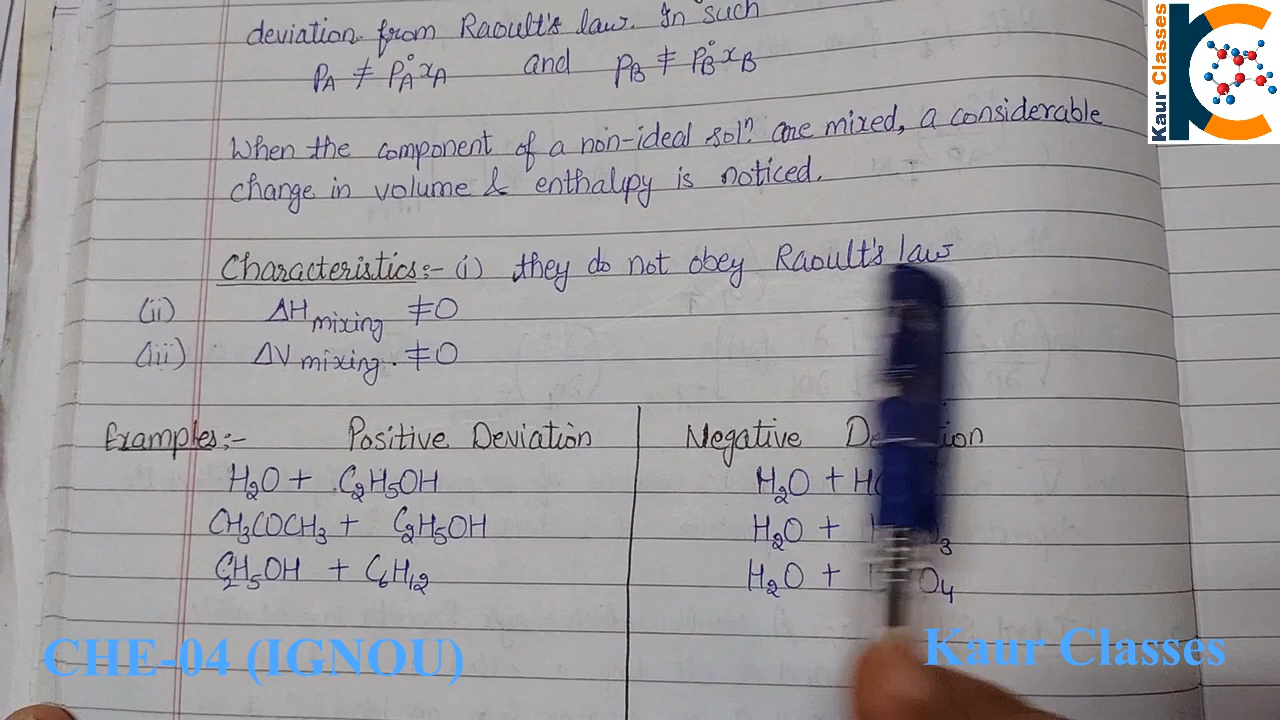 deviation from Raoult's law. In such
pA ≠ p°A xA and pB ≠ p°B xB
When the component of a non-ideal solⁿ. are mixed, a considerable
change in volume & enthalpy is noticed.
Characteristics:- (i) they do not obey Raoult's law
(ii) ΔH mixing ≠0
(iii) ΔV mixing. ≠0
Examples:- Positive Deviation Negative
H₂O + C₂H₅OH H₂O +
CH₃COCH₃ + C₂H₅OH H₂O +
C₂H₅OH + C₆H₁₂ H₂O +
CHE-04 (IGNOU)
Kaur Classes
Kaur Classes